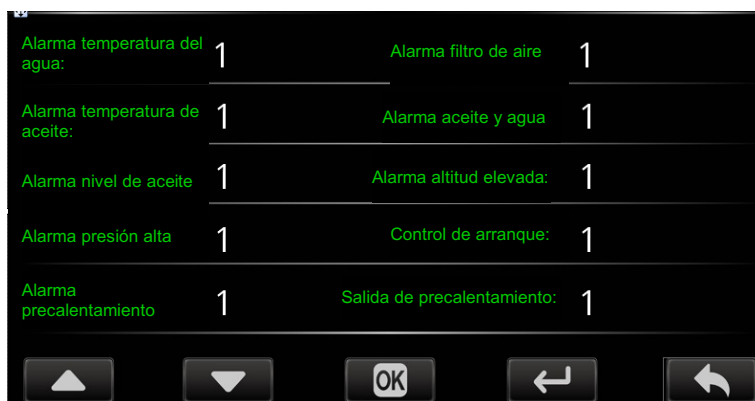 Alarma temperatura del
agua:
1
Alarma filtro de aire
1
Alarma temperatura de
aceite:
1
Alarma aceite y agua
1
Alarma nivel de aceite
1
Alarma altitud elevada:
1
Alarma presión alta
1
Control de arranque:
1
Alarma
precalentamiento
1
Salida de precalentamiento:
1
OK